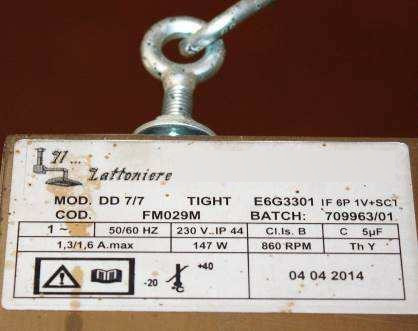 Il...
Lattoniere
MOD. DD 7/7 TIGHT E6G3301 IF 6P 1V+SCT
COD. FM029M BATCH: 709963/01
1 ~ 50/60 HZ 230 V..IP 44 Cl.Is. B C 5µF
1,3/1,6 A.max 147 W 860 RPM Th Y
-20 +40 04 04 2014